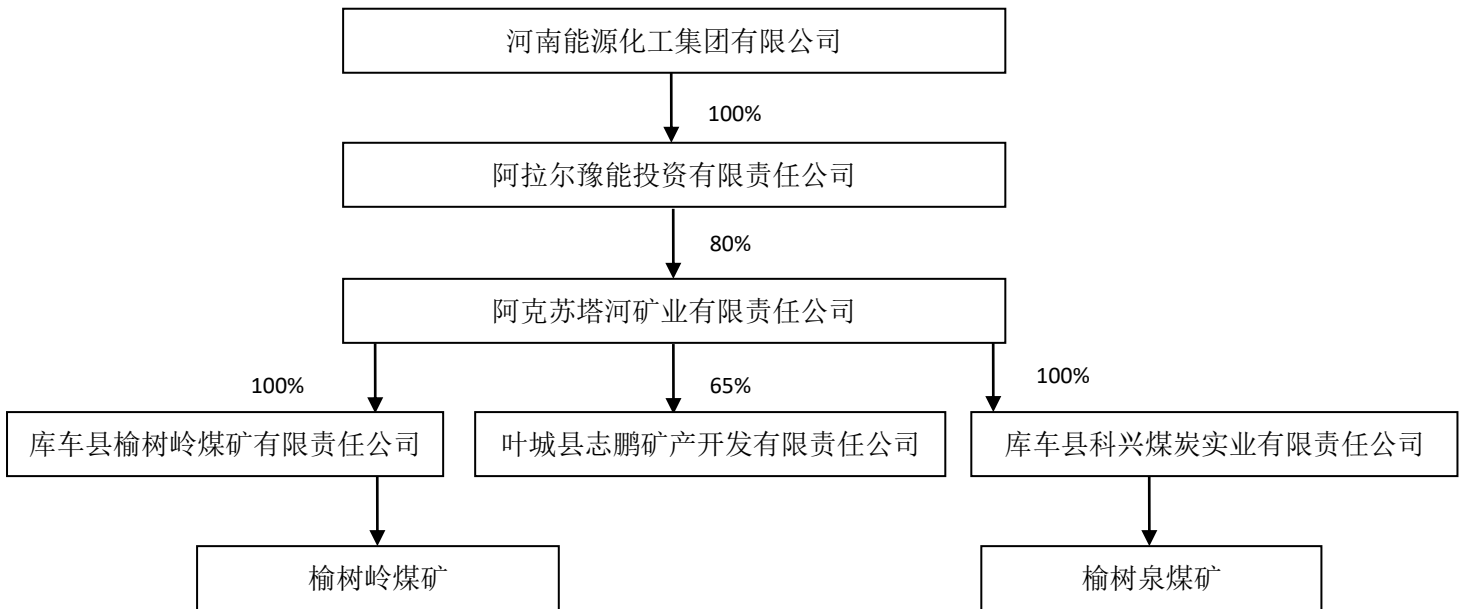 河南能源化工集团有限公司
100%
阿拉尔豫能投资有限责任公司
80%
阿克苏塔河矿业有限责任公司
100%
65%
100%
库车县榆树岭煤矿有限责任公司
叶城县志鹏矿产开发有限责任公司
库车县科兴煤炭实业有限责任公司
榆树岭煤矿
榆树泉煤矿